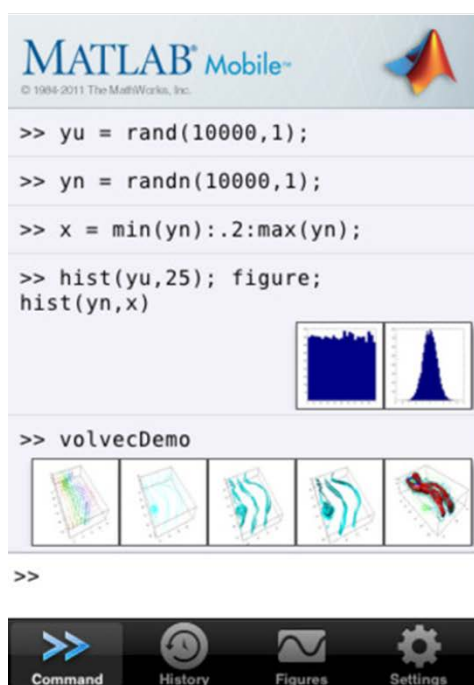 MATLAB® Mobile™
© 1984-2011 The MathWorks, Inc.
>> yu = rand(10000,1);
>> yn = randn(10000,1);
>> x = min(yn):.2:max(yn);
>> hist(yu,25); figure;
hist(yn,x)
>> volvecDemo
>>
Command History Figures Settings